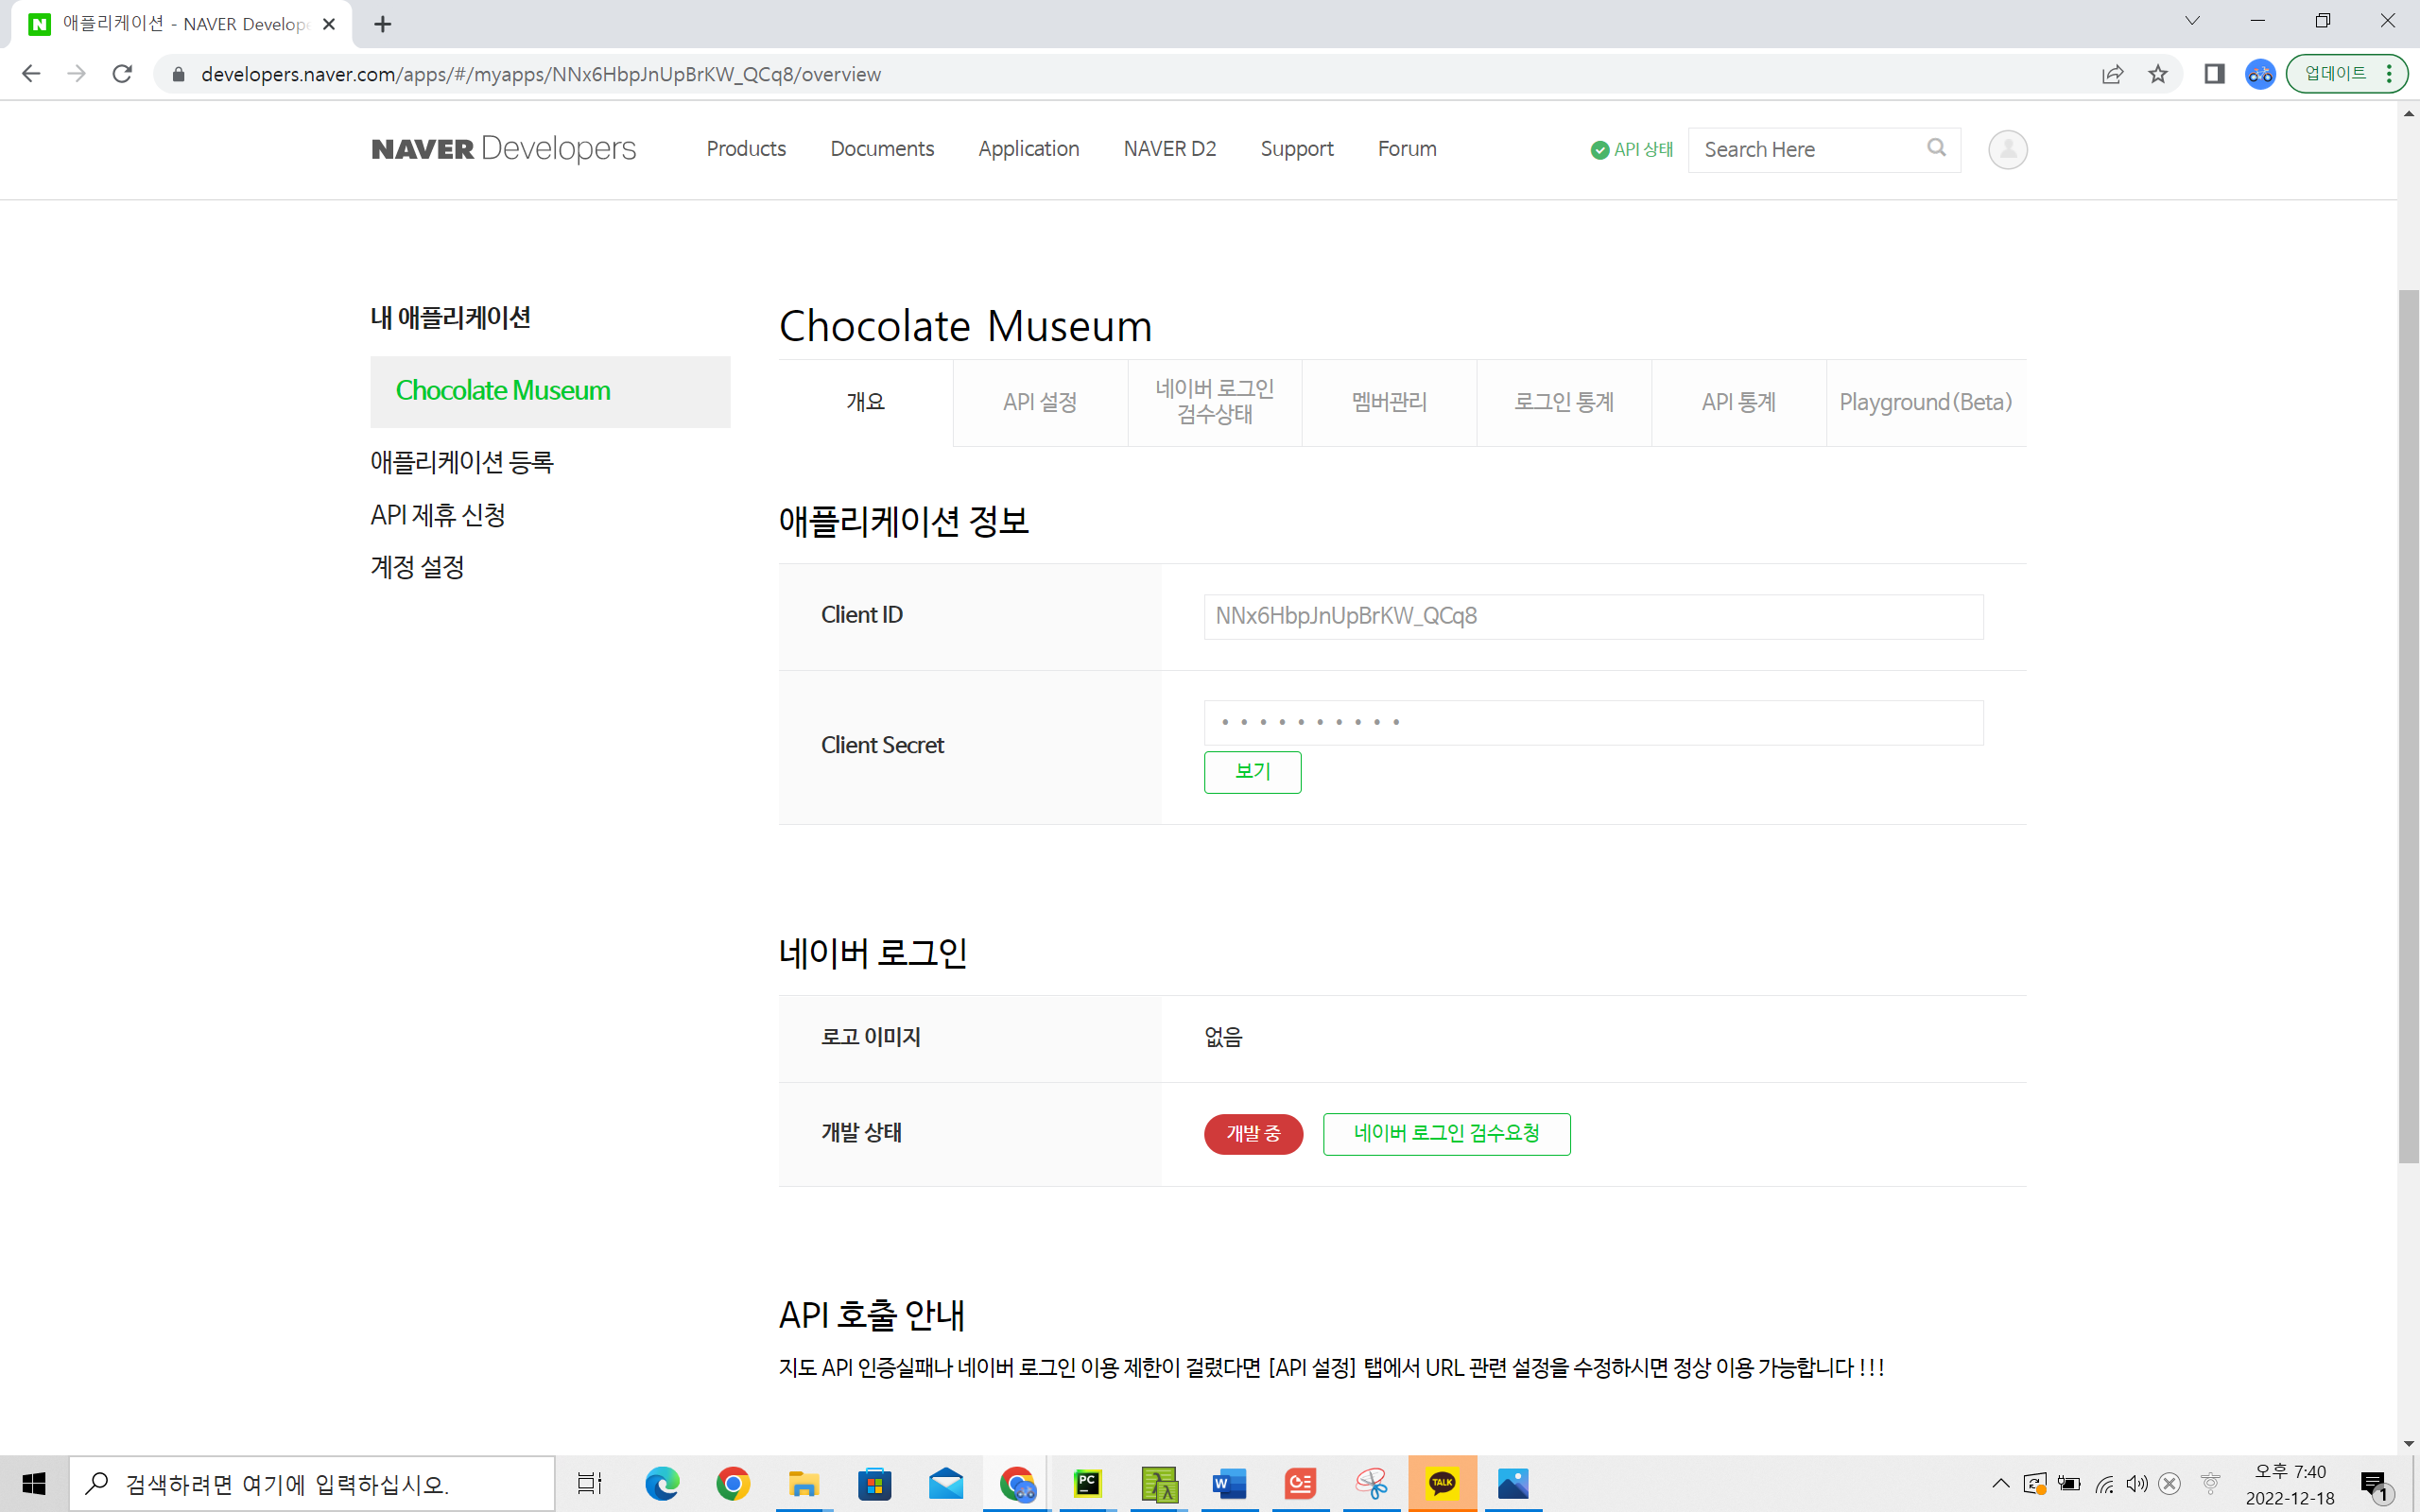 애플리케이션 - NAVER Develope
developers.naver.com/apps/#/myapps/NNx6HbpJnUpBrKW_QCq8/overview
업데이트
NAVER Developers
Products
Documents
Application
NAVER D2
Support
Forum
API 상태
Search Here
내 애플리케이션
Chocolate Museum
애플리케이션 등록
API 제휴 신청
계정 설정
Chocolate Museum
개요
API 설정
네이버 로그인
검수상태
멤버관리
로그인 통계
API 통계
Playground(Beta)
애플리케이션 정보
Client ID
NNx6HbpJnUpBrKW_QCq8
Client Secret
••••••••••
보기
네이버 로그인
로고 이미지
없음
개발 상태
개발 중
네이버 로그인 검수요청
API 호출 안내
지도 API 인증실패나 네이버 로그인 이용 제한이 걸렸다면 [API 설정] 탭에서 URL 관련 설정을 수정하시면 정상 이용 가능합니다 !!!
검색하려면 여기에 입력하십시오.
PC
W
TALK
오후 7:40
2022-12-18
1